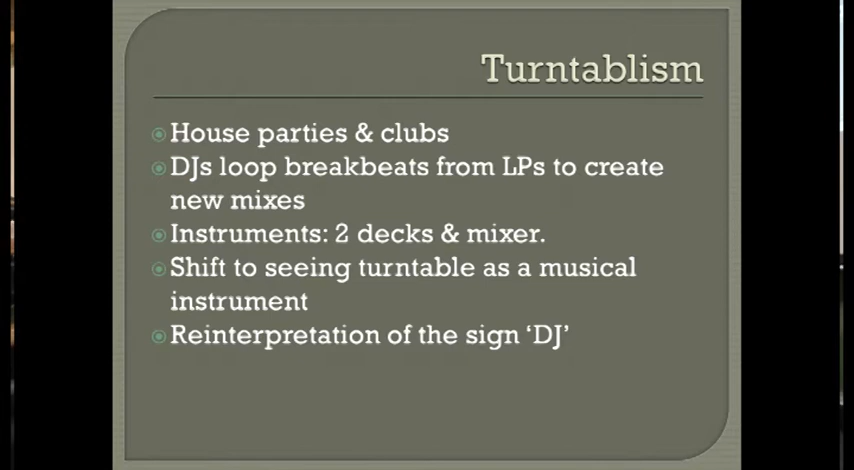 Turntablism
House parties & clubs
DJs loop breakbeats from LPs to create
new mixes
Instruments: 2 decks & mixer.
Shift to seeing turntable as a musical
instrument
Reinterpretation of the sign ‘DJ’